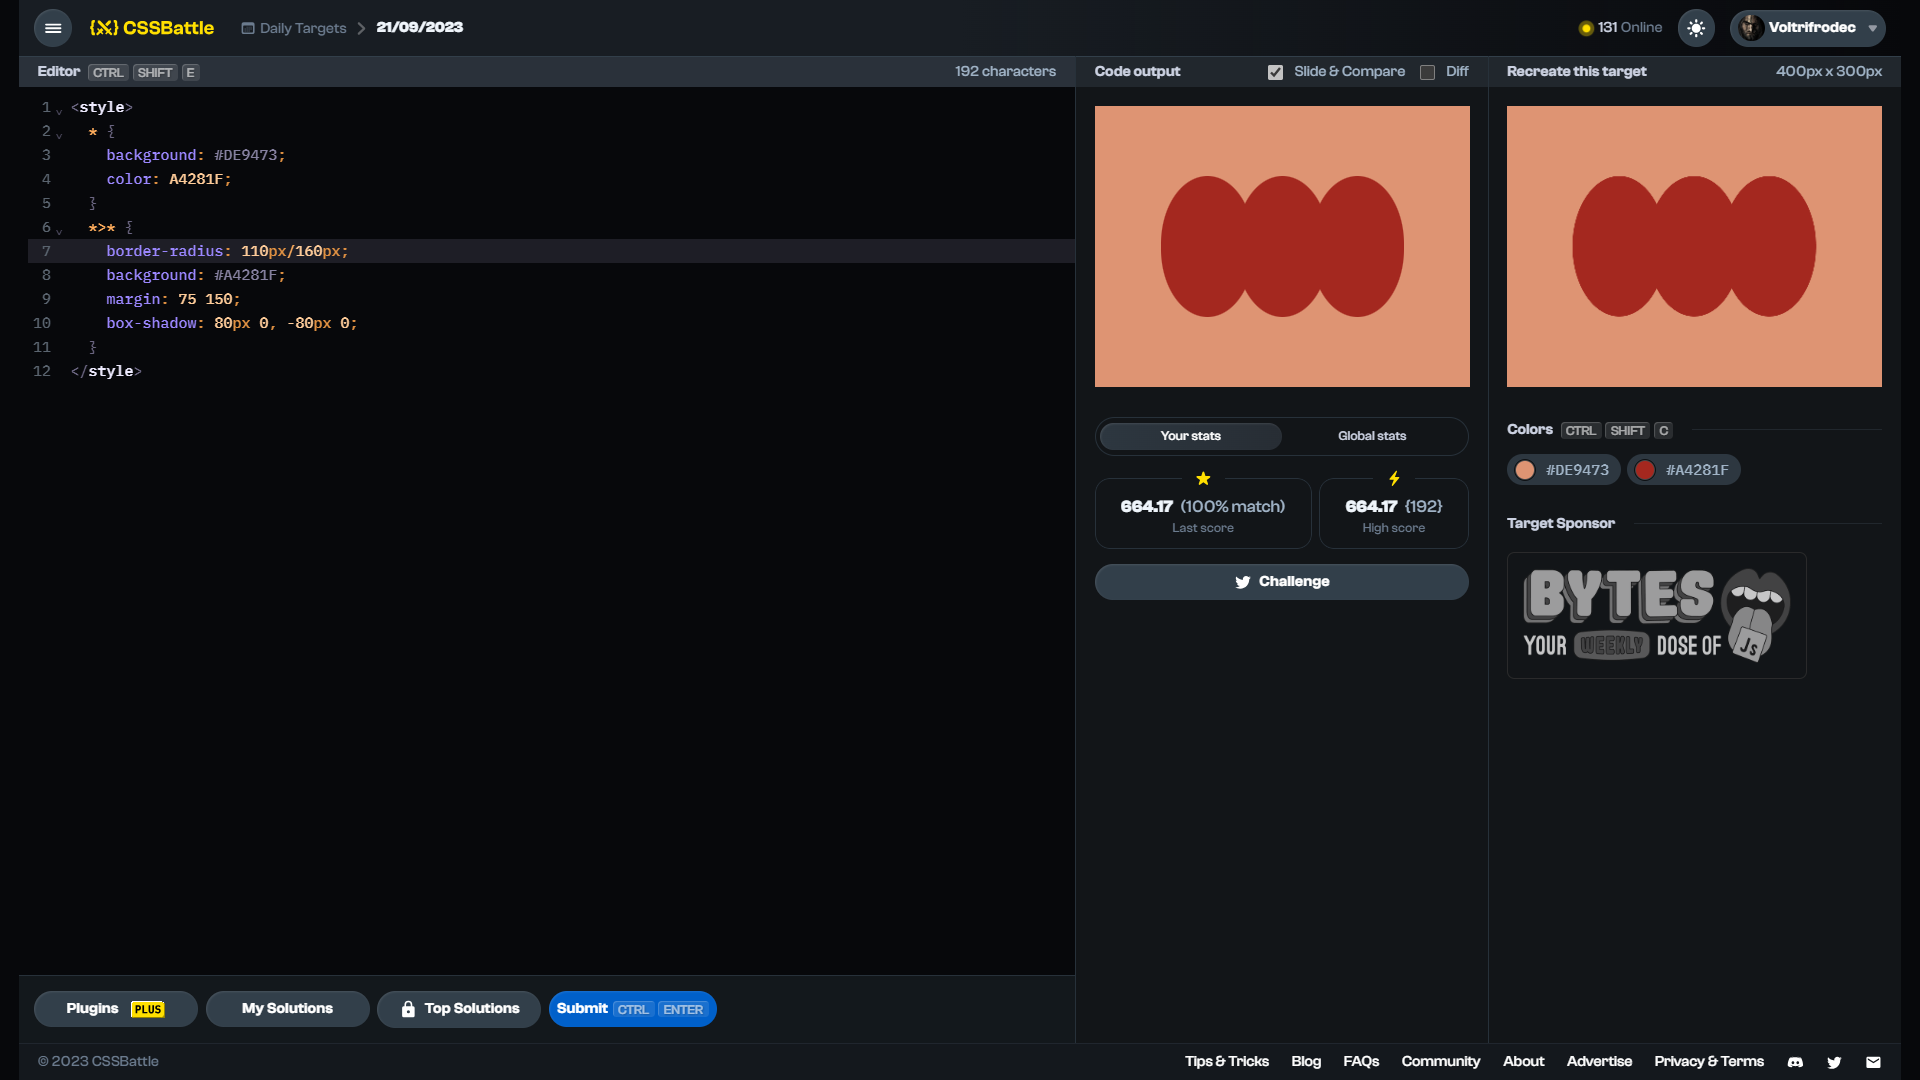 CSSBattle
Daily Targets
21/09/2023
131 Online
Voltrifrodec
Editor CTRL SHIFT E
192 characters
Code output
Slide & Compare
Diff
Recreate this target
400px x 300px
1 <style>
2 * {
3 background: #DE9473;
4 color: A4281F;
5 }
6 *>* {
7 border-radius: 110px/160px;
8 background: #A4281F;
9 margin: 75 150;
10 box-shadow: 80px 0, -80px 0;
11 }
12 </style>
Your stats
Global stats
664.17 (100% match)
Last score
664.17 {192}
High score
Challenge
Colors CTRL SHIFT C
#DE9473
#A4281F
Target Sponsor
BYTES
YOUR WEEKLY DOSE OF JS
Plugins PLUS
My Solutions
Top Solutions
Submit CTRL ENTER
© 2023 CSSBattle
Tips & Tricks
Blog
FAQs
Community
About
Advertise
Privacy & Terms